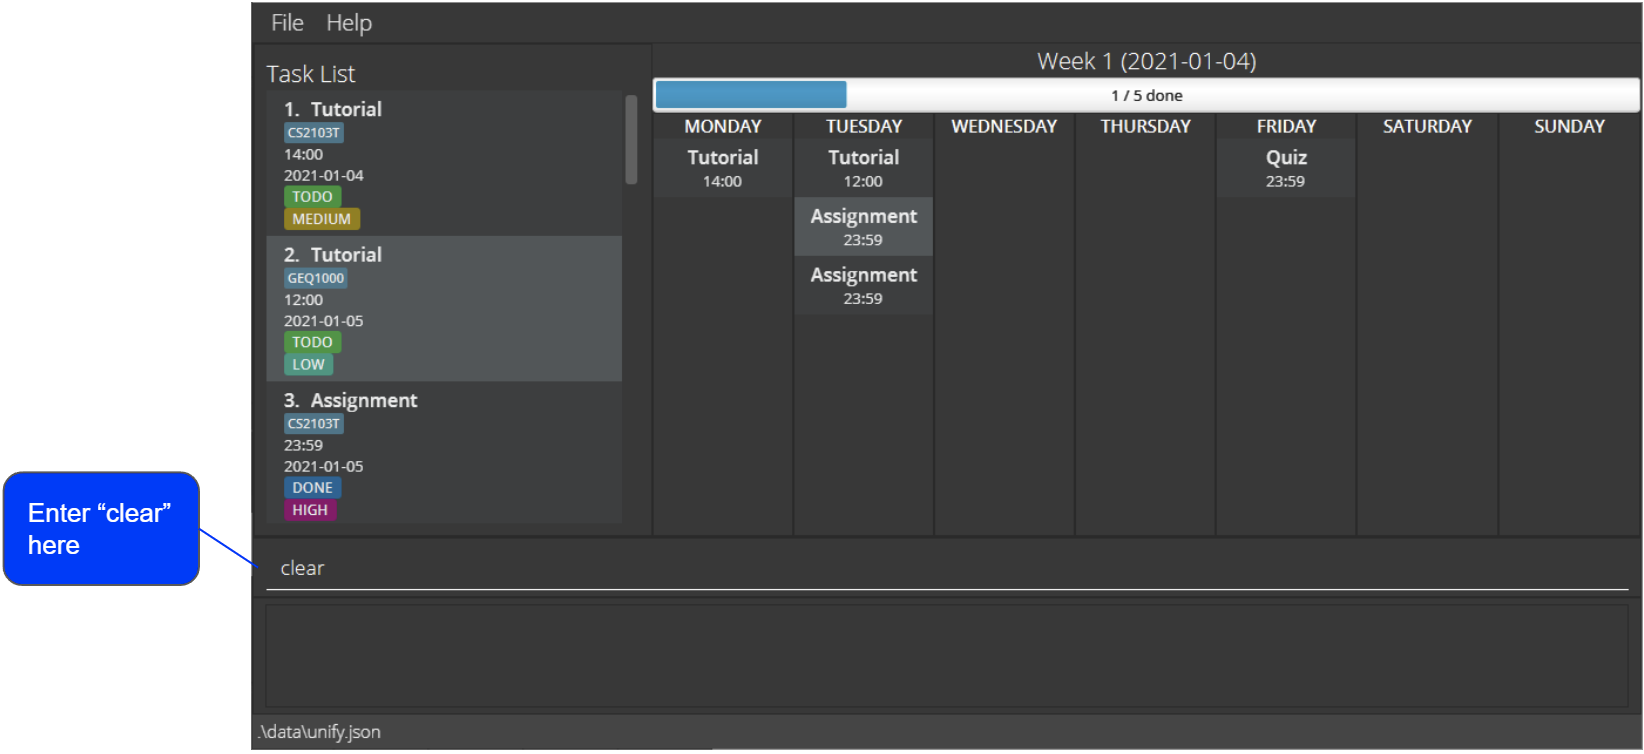 File Help
Task List
1. Tutorial
CS2103T
14:00
2021-01-04
TODO
MEDIUM
2. Tutorial
GEQ1000
12:00
2021-01-05
TODO
LOW
3. Assignment
CS2103T
23:59
2021-01-05
DONE
HIGH
Week 1 (2021-01-04)
1 / 5 done
MONDAY TUESDAY WEDNESDAY THURSDAY FRIDAY SATURDAY SUNDAY
Tutorial
14:00
Tutorial
12:00
Assignment
23:59
Assignment
23:59
Quiz
23:59
Enter “clear”
here
clear
.\data\unify.json